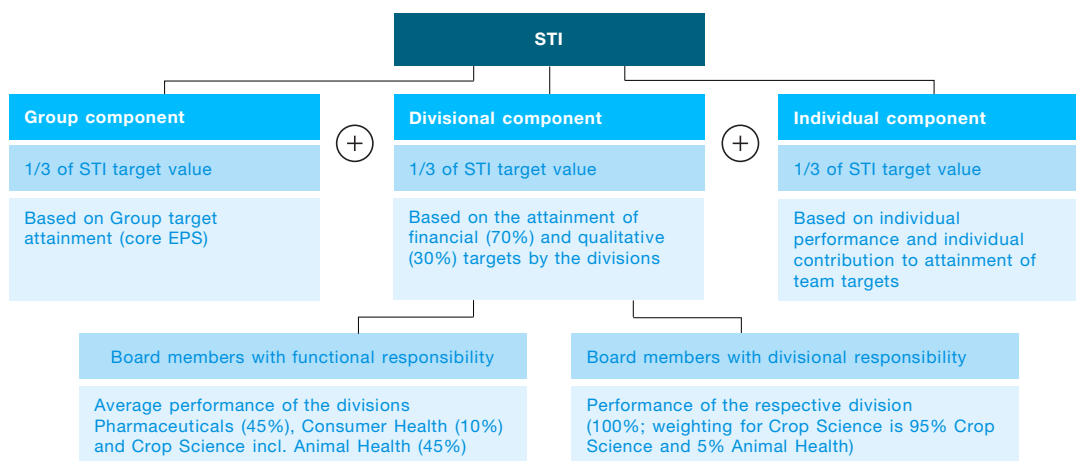 STI
Group component
1/3 of STI target value
Based on Group target
attainment (core EPS)
+
Divisional component
1/3 of STI target value
Based on the attainment of
financial (70%) and qualitative
(30%) targets by the divisions
+
Individual component
1/3 of STI target value
Based on individual
performance and individual
contribution to attainment of
team targets
Board members with functional responsibility
Average performance of the divisions
Pharmaceuticals (45%), Consumer Health (10%)
and Crop Science incl. Animal Health (45%)
Board members with divisional responsibility
Performance of the respective division
(100%; weighting for Crop Science is 95% Crop
Science and 5% Animal Health)